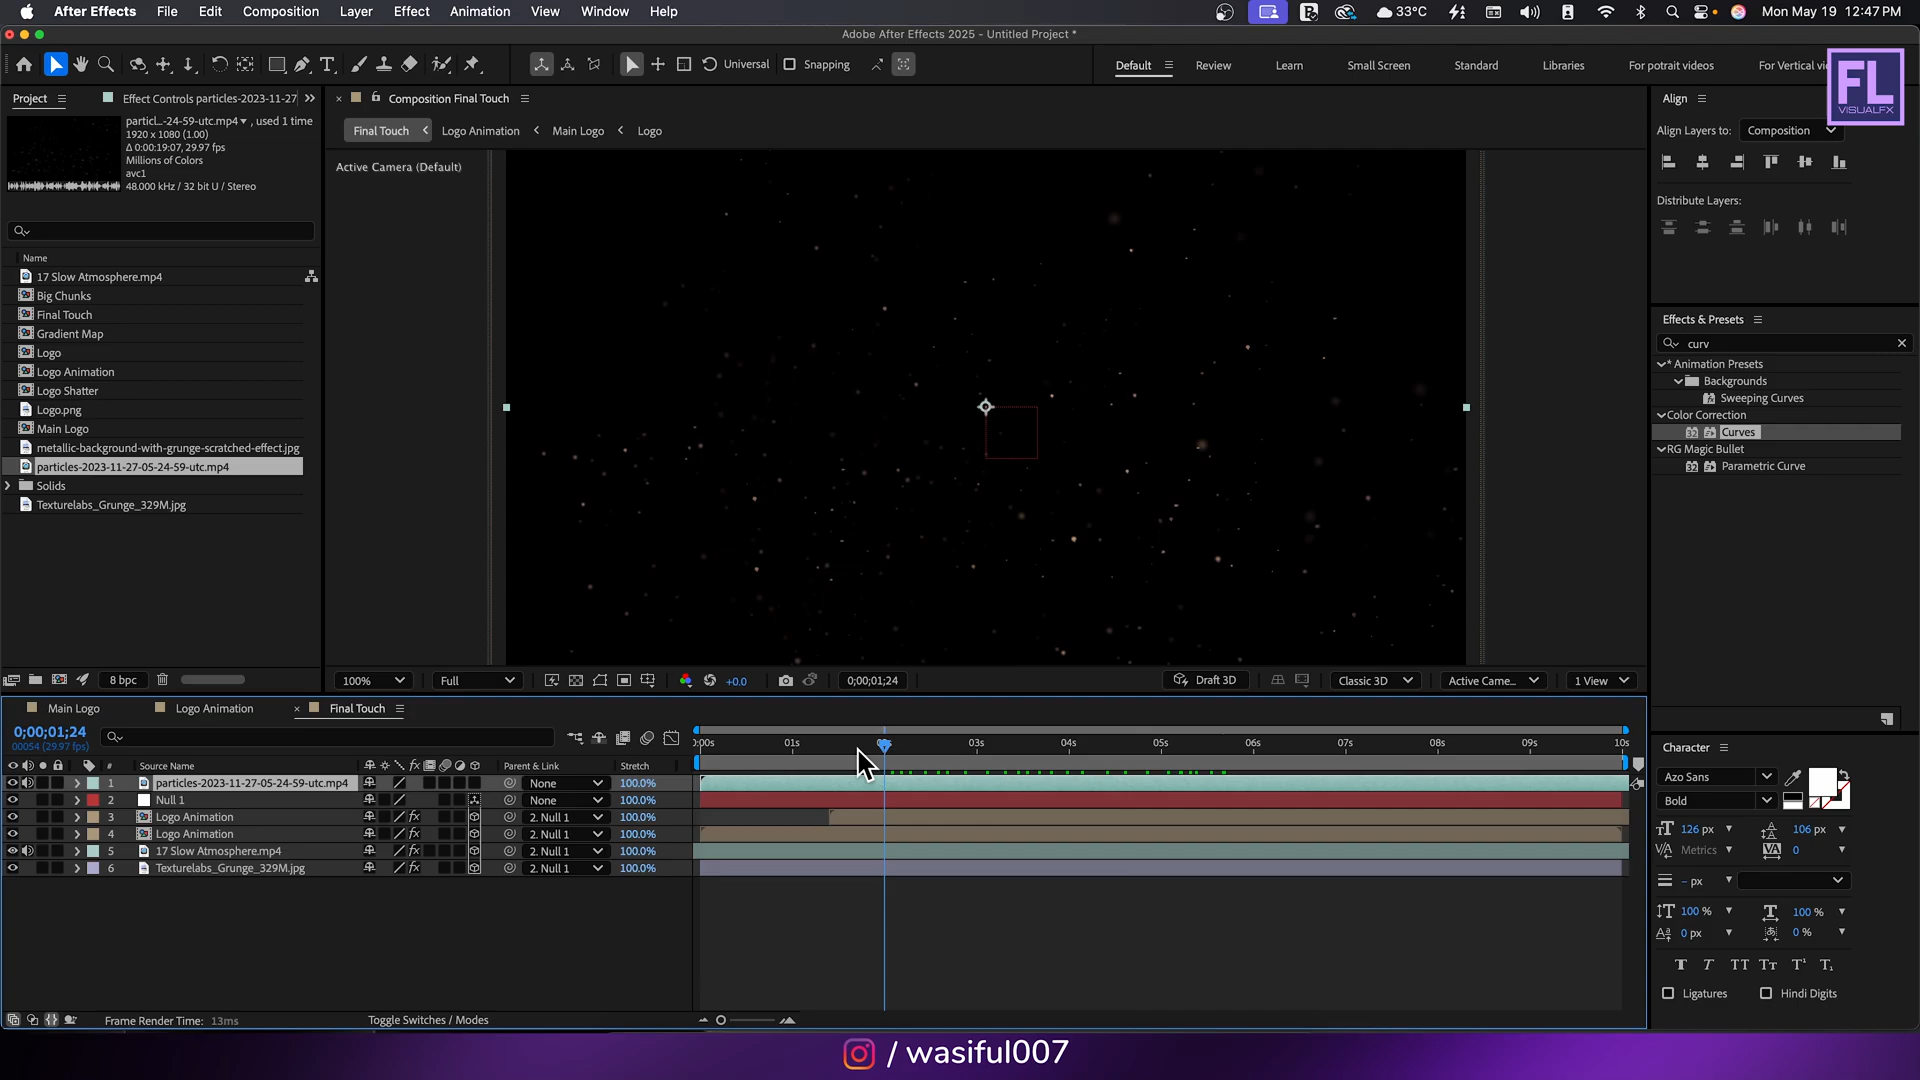 After Effects File Edit Composition Layer Effect Animation View Window Help 33°C Mon May 19 12:47 PM
Adobe After Effects 2025 - Untitled Project *
Universal Snapping Default Review Learn Small Screen Standard Libraries For potrait videos For Vertical vi
FL
VISUALFX
Project Effect Controls particles-2023-11-27 Composition Final Touch Align
particl...-24-59-utc.mp4, used 1 time
1920 x 1080 (1.00)
Δ 0:00:19:07, 29.97 fps
Millions of Colors
avc1
48.000 kHz / 32 bit U / Stereo
Final Touch Logo Animation Main Logo Logo
Active Camera (Default)
Align Layers to: Composition
Distribute Layers:
Name
17 Slow Atmosphere.mp4
Big Chunks
Final Touch
Gradient Map
Logo
Logo Animation
Logo Shatter
Logo.png
Main Logo
metallic-background-with-grunge-scratched-effect.jpg
particles-2023-11-27-05-24-59-utc.mp4
Solids
Texturelabs_Grunge_329M.jpg
Effects & Presets
curv
* Animation Presets
Backgrounds
Sweeping Curves
Color Correction
Curves
RG Magic Bullet
Parametric Curve
8 bpc 100% Full +0.0 0;00;01;24 Draft 3D Classic 3D Active Came... 1 View
Main Logo Logo Animation Final Touch
0;00;01;24
00054 (29.97 fps)
01s 03s 04s 05s 06s 07s 08s 09s 10s
# Source Name Parent & Link Stretch
1 particles-2023-11-27-05-24-59-utc.mp4 None 100.0%
2 Null 1 None 100.0%
3 Logo Animation 2. Null 1 100.0%
4 Logo Animation 2. Null 1 100.0%
5 17 Slow Atmosphere.mp4 2. Null 1 100.0%
6 Texturelabs_Grunge_329M.jpg 2. Null 1 100.0%
Frame Render Time: 13ms Toggle Switches / Modes
Character
Azo Sans
Bold
126 px 106 px
Metrics 0
- px
100 % 100 %
0 px 0 %
Ligatures Hindi Digits
/ wasiful007